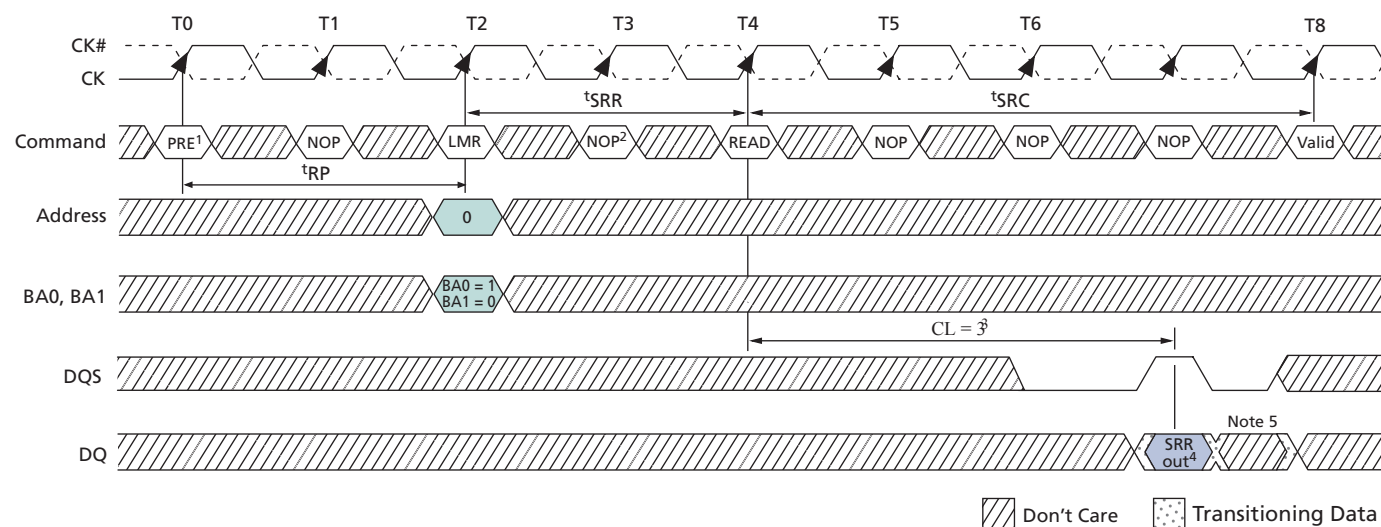 T0 T1 T2 T3 T4 T5 T6 T8
CK#
CK
tSRR tSRC
Command PRE1 NOP LMR NOP2 READ NOP NOP NOP Valid
tRP
Address 0
BA0, BA1 BA0 = 1
BA1 = 0
CL = 33
DQS
Note 5
DQ SRR
out4
Don't Care Transitioning Data